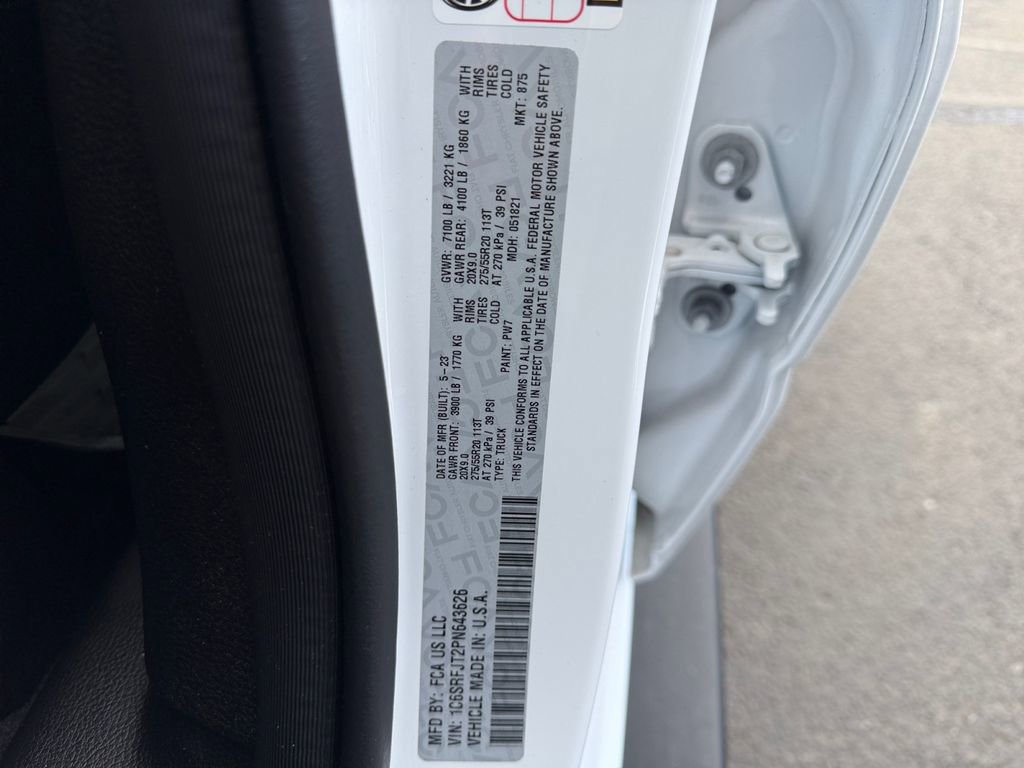 MFD BY: FCA US LLC
VIN: 1C6SRFJT2PN643626
VEHICLE MADE IN: U.S.A.
DATE OF MFR (BUILT): 5-23 GVWR: 7100 LB / 3221 KG
GAWR FRONT: 3900 LB / 1770 KG WITH GAWR REAR: 4100 LB / 1860 KG WITH
20X9.0 RIMS 20X9.0 RIMS
275/55R20 113T TIRES 275/55R20 113T TIRES
AT 270 kPa / 39 PSI COLD AT 270 kPa / 39 PSI COLD
TYPE: TRUCK PAINT: PW7 MDH: 051821 MKT: 875
THIS VEHICLE CONFORMS TO ALL APPLICABLE U.S.A. FEDERAL MOTOR VEHICLE SAFETY
STANDARDS IN EFFECT ON THE DATE OF MANUFACTURE SHOWN ABOVE.